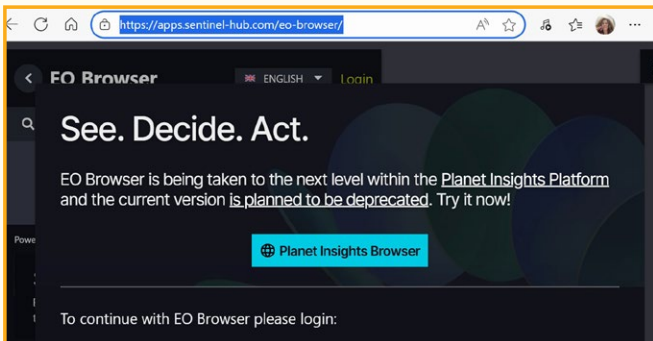 https://apps.sentinel-hub.com/eo-browser/
EO Browser
ENGLISH
Login
See. Decide. Act.
EO Browser is being taken to the next level within the Planet Insights Platform
and the current version is planned to be deprecated. Try it now!
Planet Insights Browser
To continue with EO Browser please login: